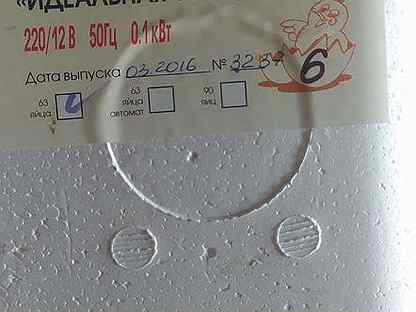 «ИДЕАЛЬНАЯ
220/12 В 50Гц 0.1 кВт
Дата выпуска 03.2016 № 3237 6
63 яйца 63 яйца автомат 90 яиц